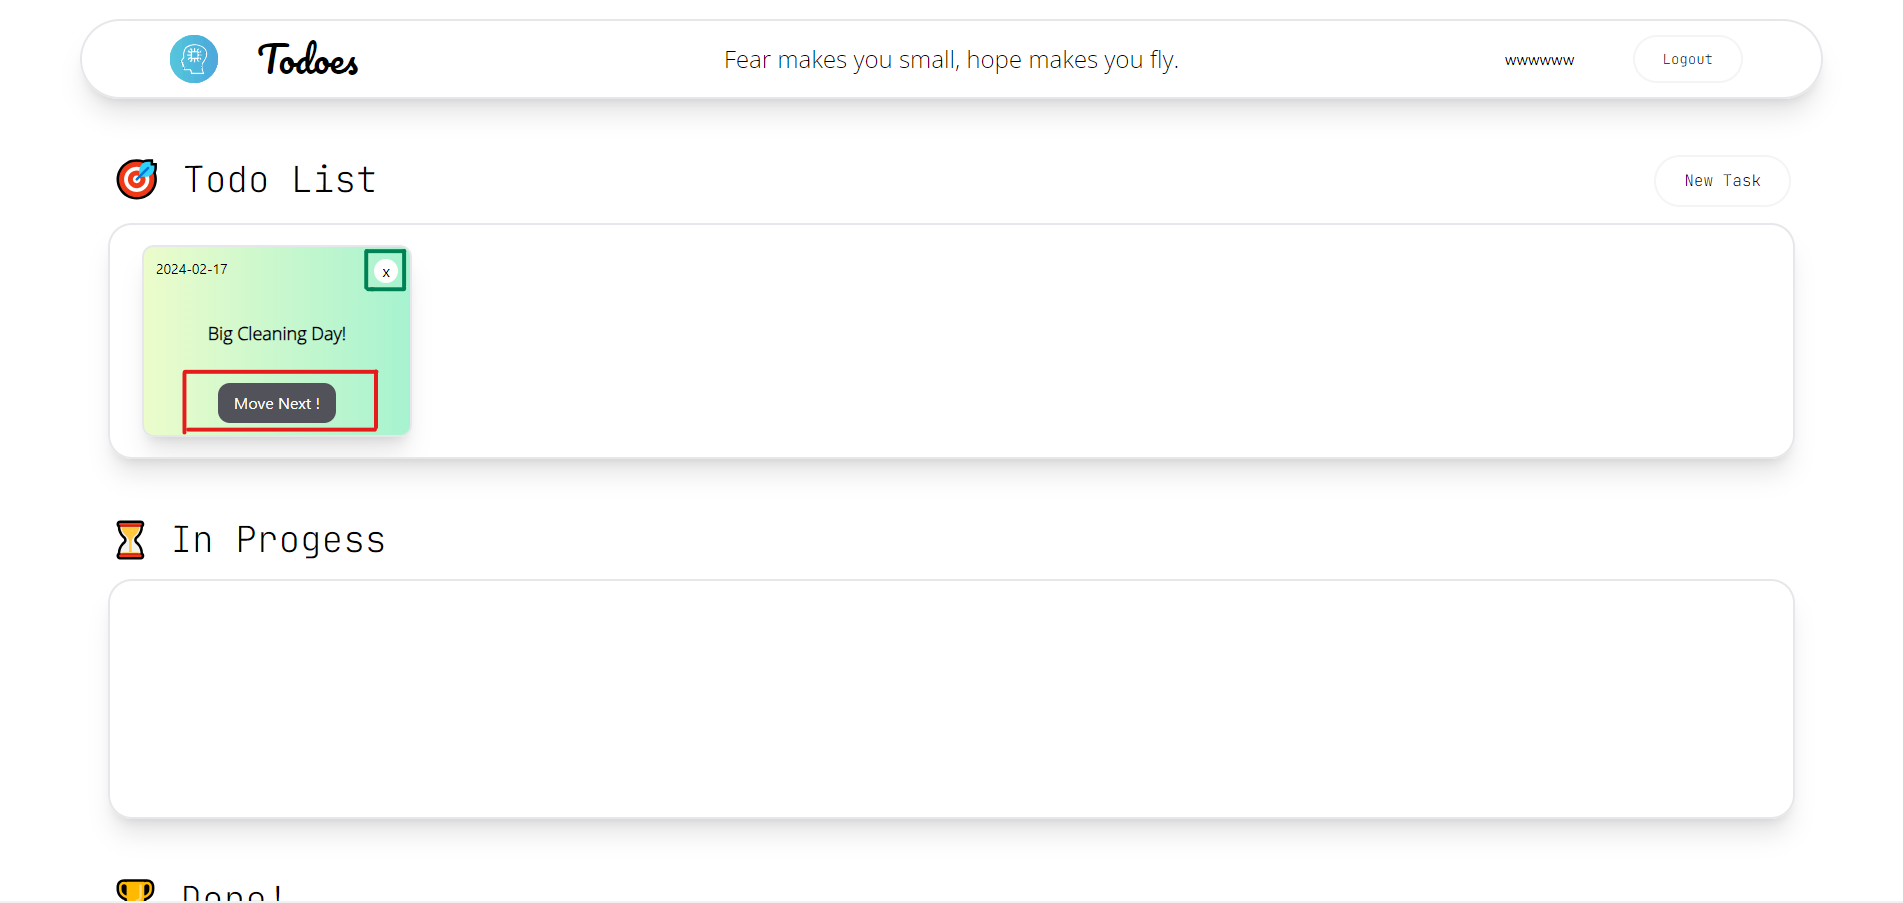 Todoes
Fear makes you small, hope makes you fly.
wwwwww
Logout
Todo List
New Task
2024-02-17
x
Big Cleaning Day!
Move Next !
In Progess
Done!